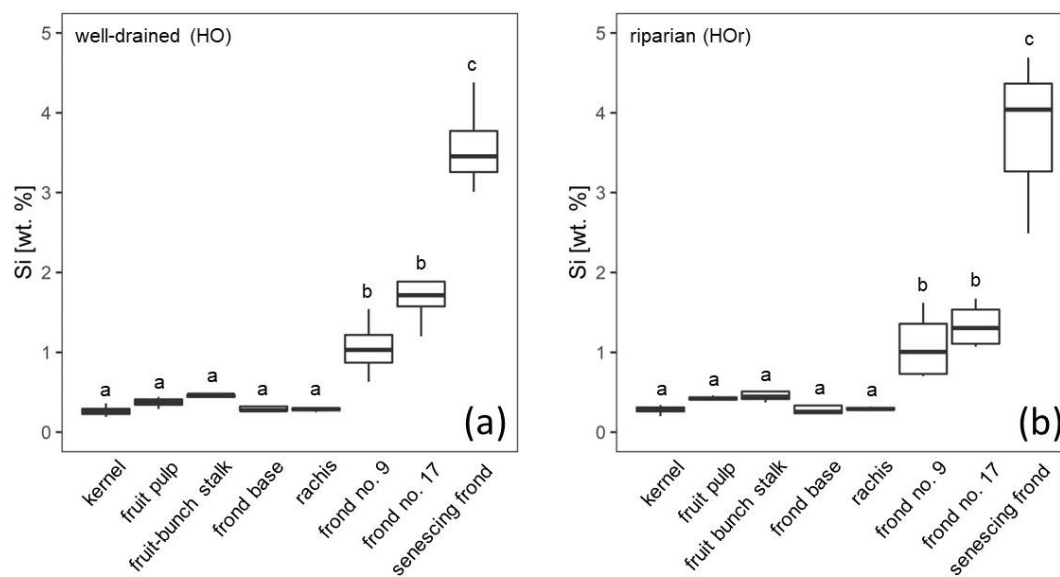 well-drained (HO)
Si [wt. %]
5
4
3
2
1
0
a
a
a
a
a
b
b
c
(a)
kernel
fruit pulp
fruit-bunch stalk
frond base
rachis
frond no. 9
frond no. 17
senescing frond
riparian (HOr)
Si [wt. %]
5
4
3
2
1
0
a
a
a
a
a
b
b
c
(b)
kernel
fruit pulp
fruit bunch stalk
frond base
rachis
frond no. 9
frond no. 17
senescing frond